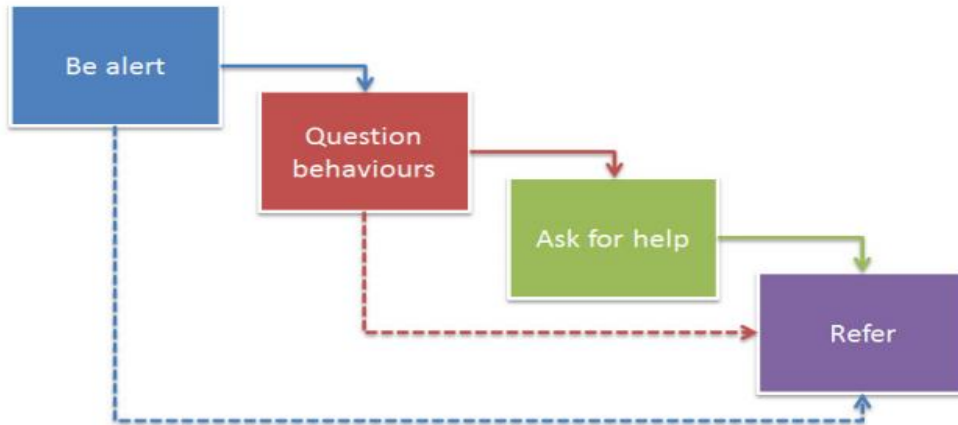 Be alert
Question
behaviours
Ask for help
Refer